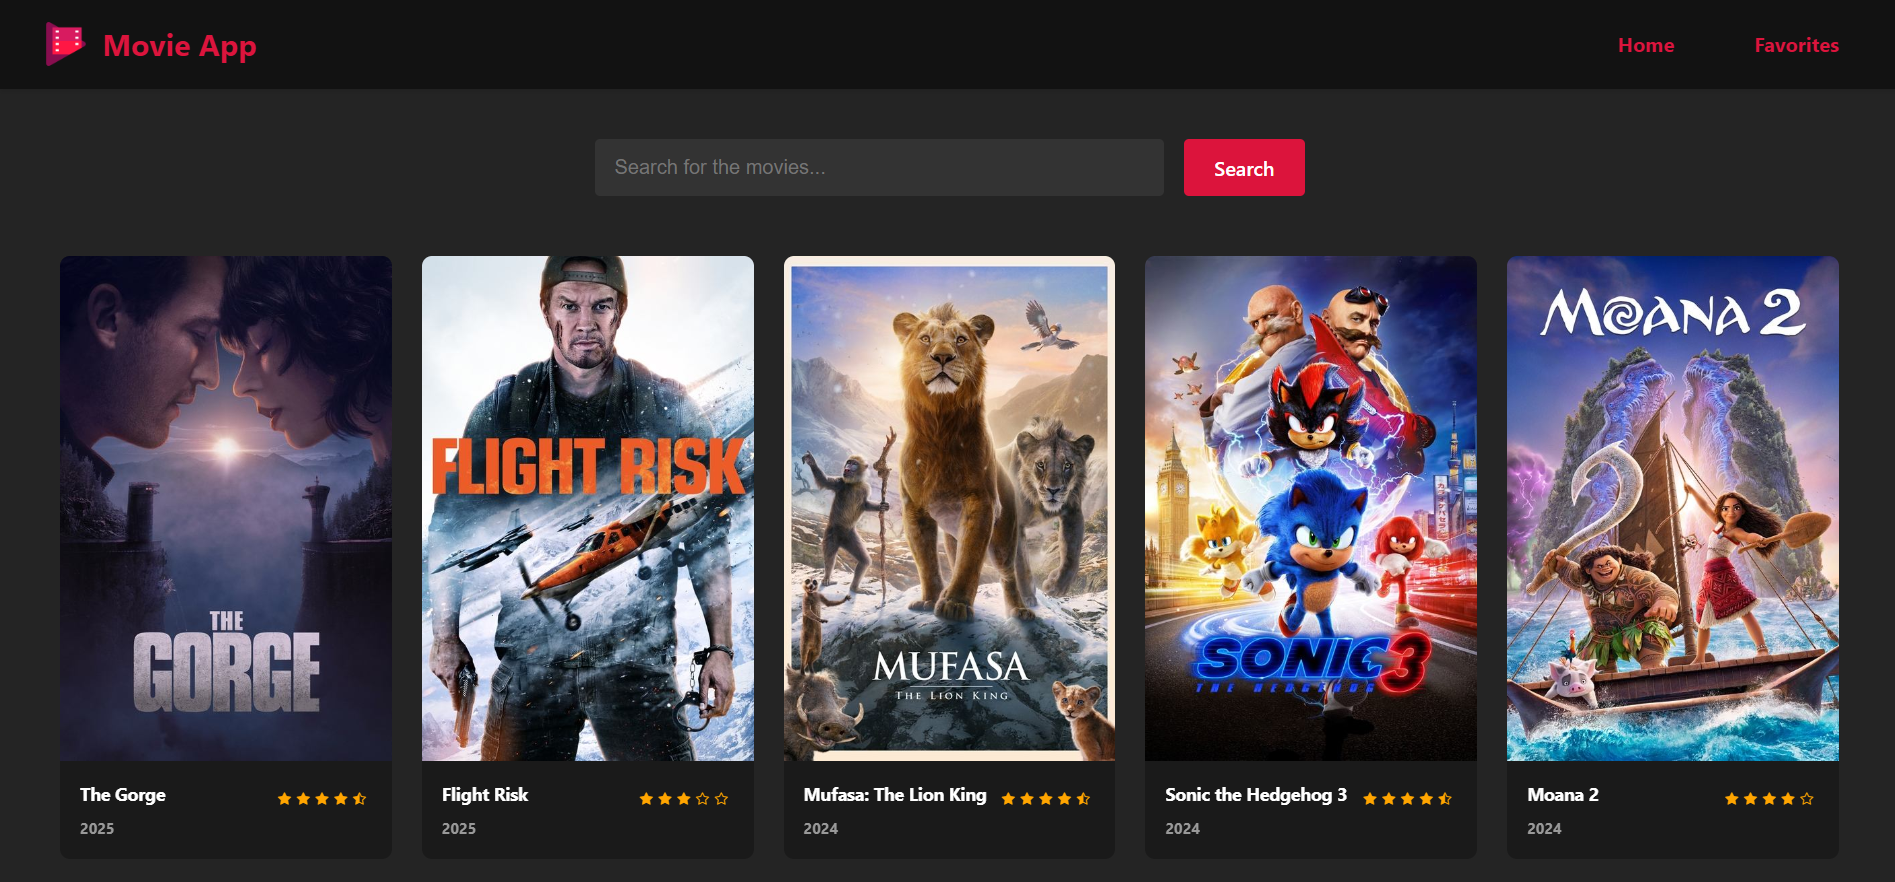 Movie App
Home
Favorites
Search for the movies...
Search
THE
GORGE
FLIGHT RISK
MUFASA
THE LION KING
SONIC 3
THE HEDGEHOG
MOANA 2
The Gorge
2025
Flight Risk
2025
Mufasa: The Lion King
2024
Sonic the Hedgehog 3
2024
Moana 2
2024